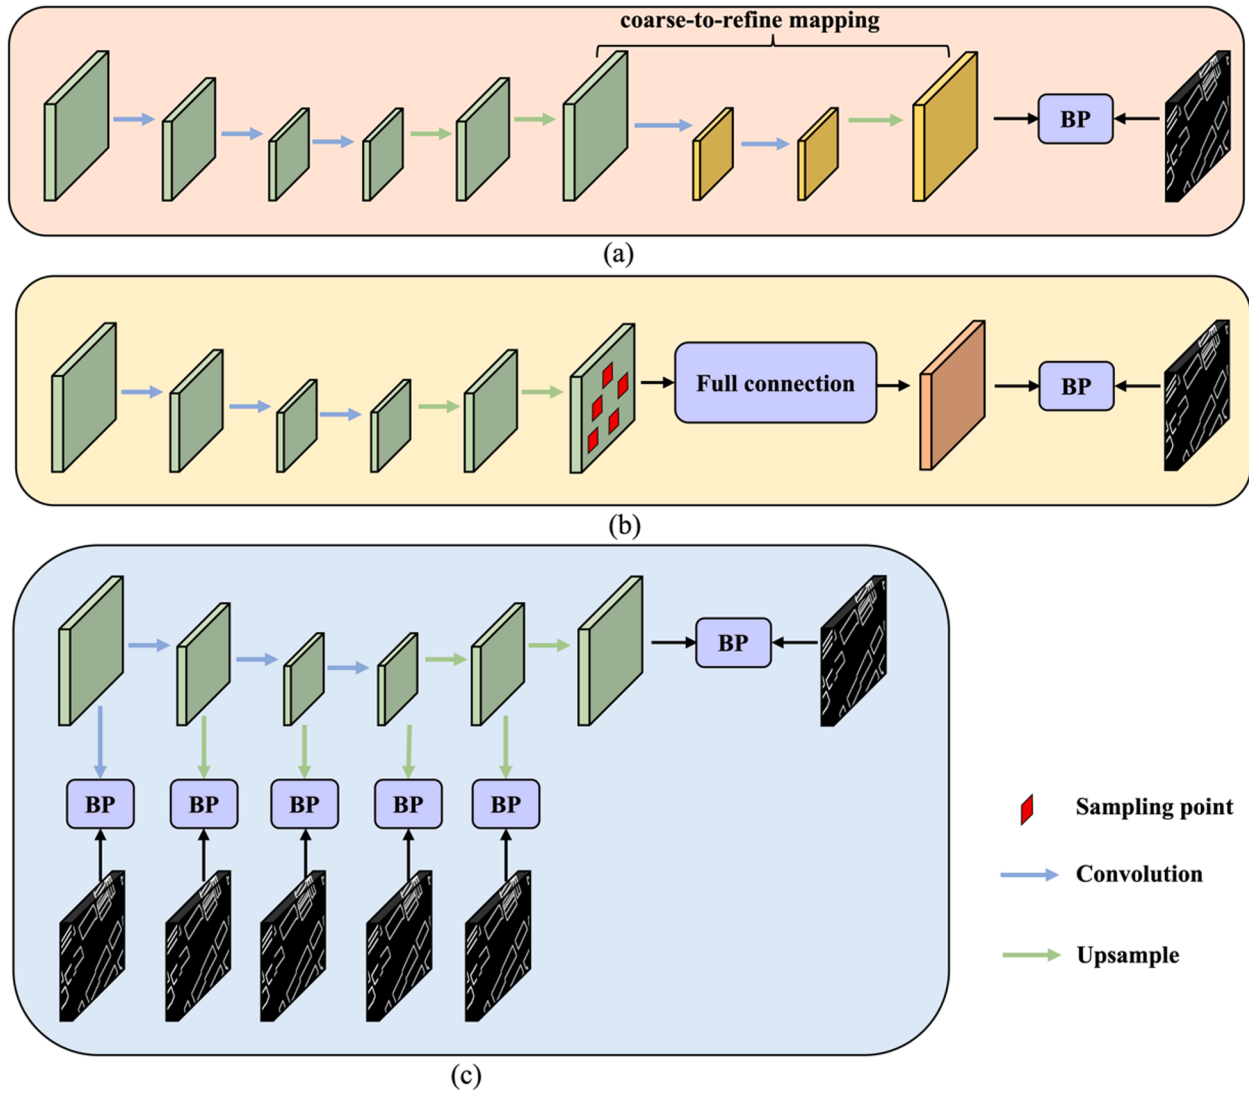 coarse-to-refine mapping
BP
(a)
Full connection
BP
(b)
BP
BP
BP
BP
BP
BP
Sampling point
Convolution
Upsample
(c)